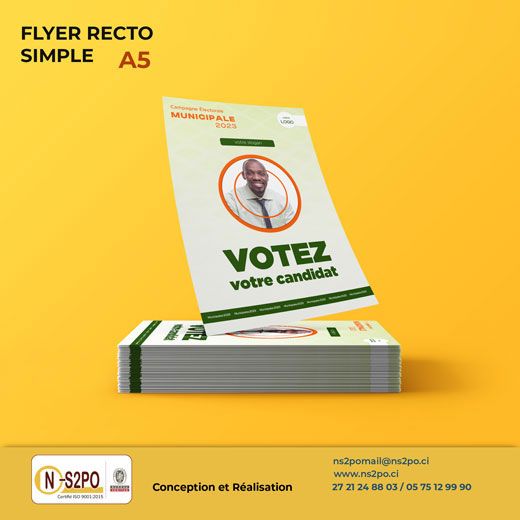 FLYER RECTO
SIMPLE A5
Campagne Électorale
MUNICIPALE
2023
LOGO
votre slogan
VOTEZ
votre candidat
N-S2PO
Certifié ISO 9001:2015
Conception et Réalisation
ns2pomail@ns2po.ci
www.ns2po.ci
27 21 24 88 03 / 05 75 12 99 90